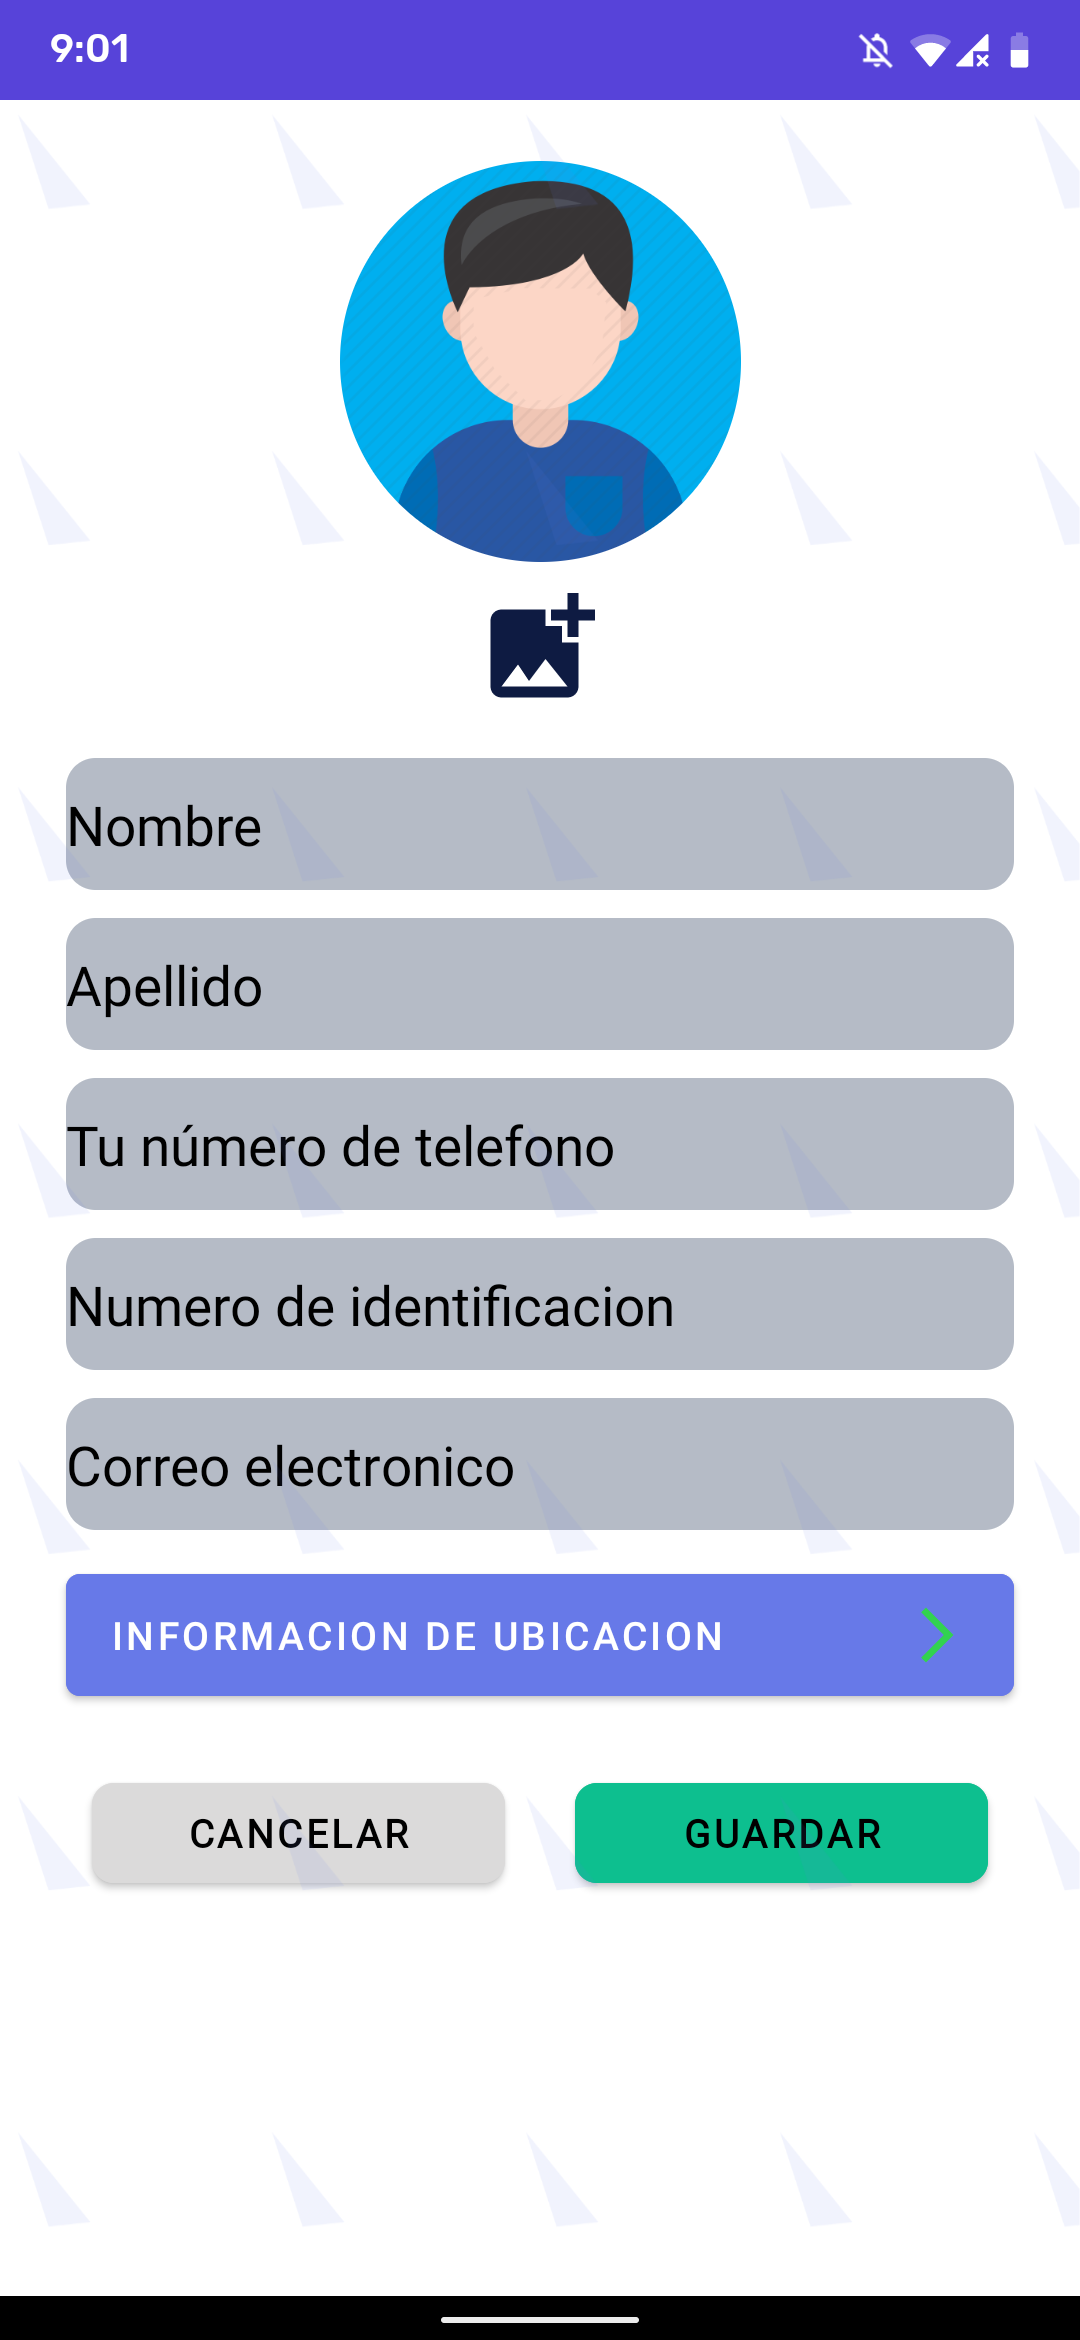 9:01
Nombre
Apellido
Tu número de telefono
Numero de identificacion
Correo electronico
INFORMACION DE UBICACION
CANCELAR
GUARDAR